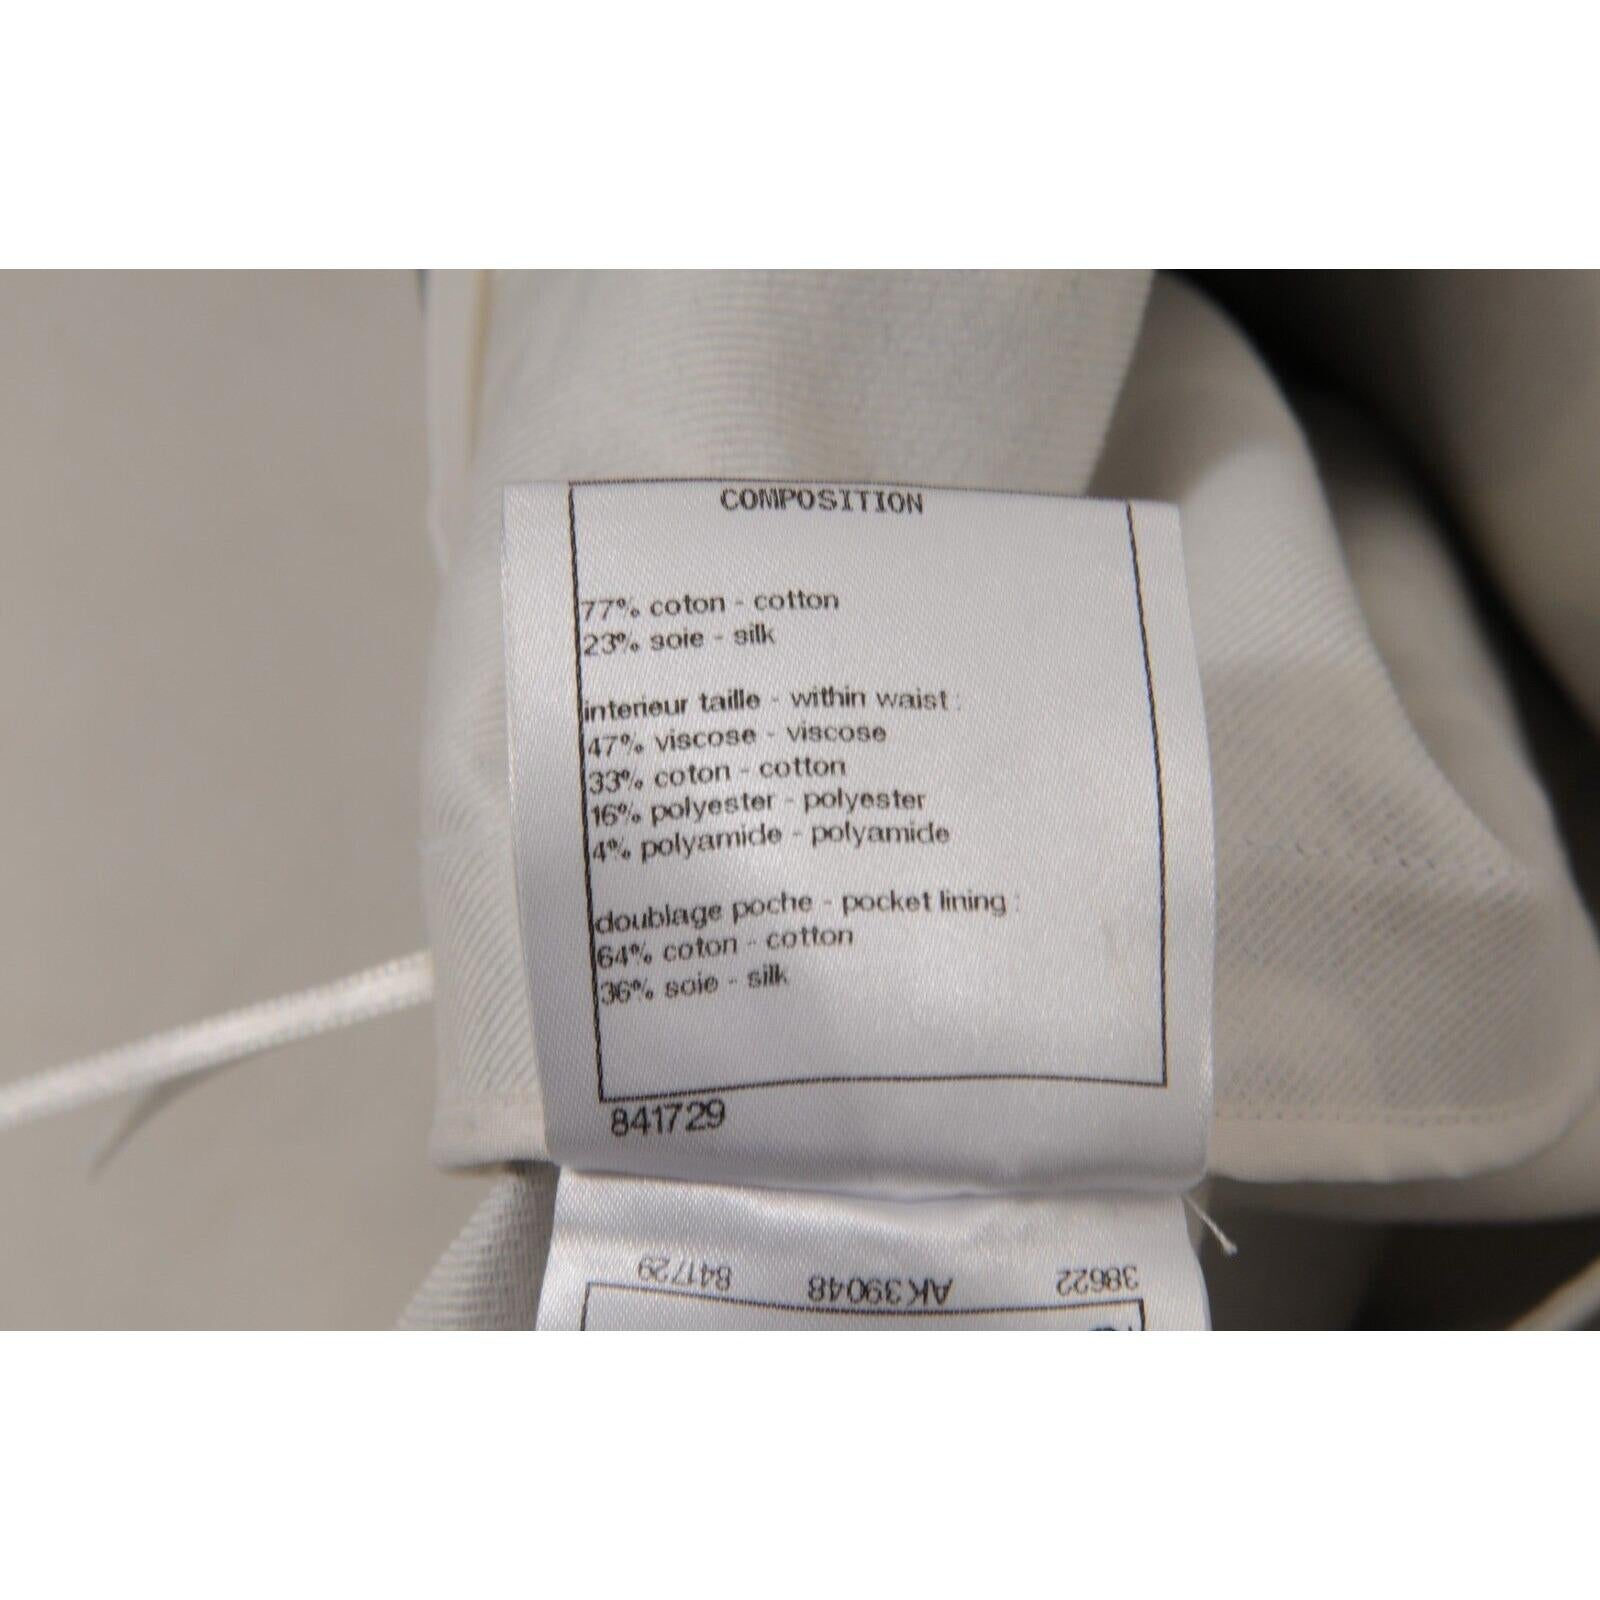 COMPOSITION
77% coton - cotton
23% soie - silk
interieur taille - within waist :
47% viscose - viscose
33% coton - cotton
16% polyester - polyester
4% polyamide - polyamide
doublage poche - pocket lining :
64% coton - cotton
36% soie - silk
841729
38622 AK39048 841729